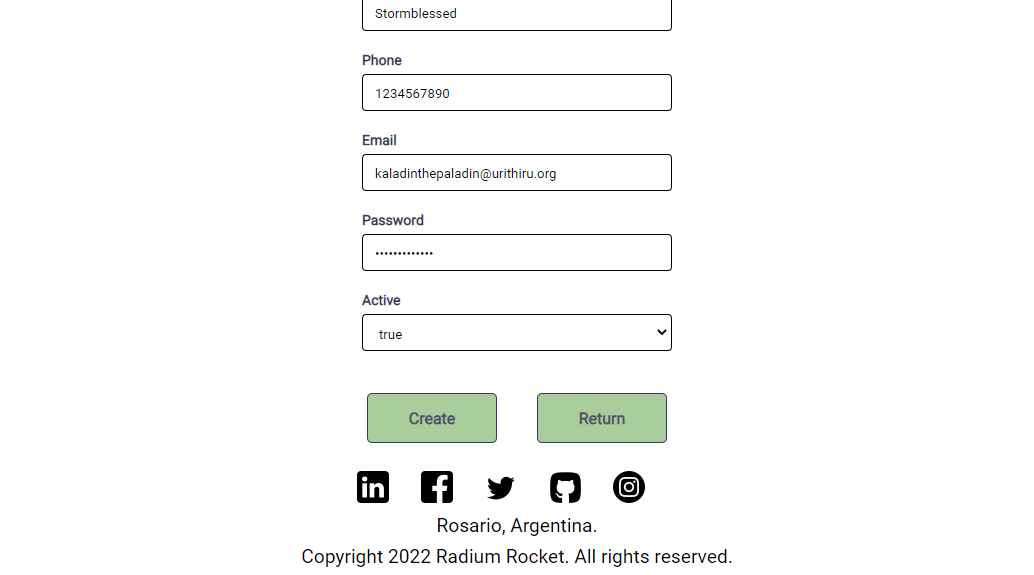 Stormblessed
Phone
1234567890
Email
kaladinthepaladin@urithiru.org
Password
•••••••••••••
Active
true
Create Return
Rosario, Argentina.
Copyright 2022 Radium Rocket. All rights reserved.